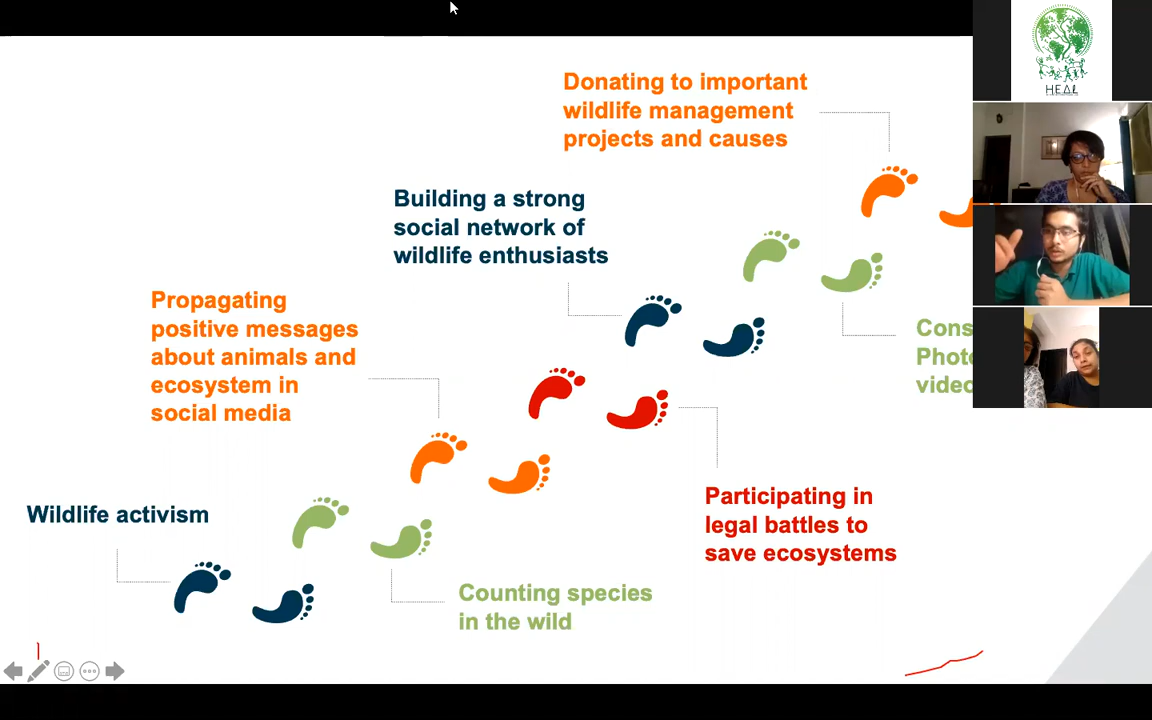 Donating to important
wildlife management
projects and causes
Building a strong
social network of
wildlife enthusiasts
Propagating
positive messages
about animals and
ecosystem in
social media
Participating in
legal battles to
save ecosystems
Wildlife activism
Counting species
in the wild
HEAL